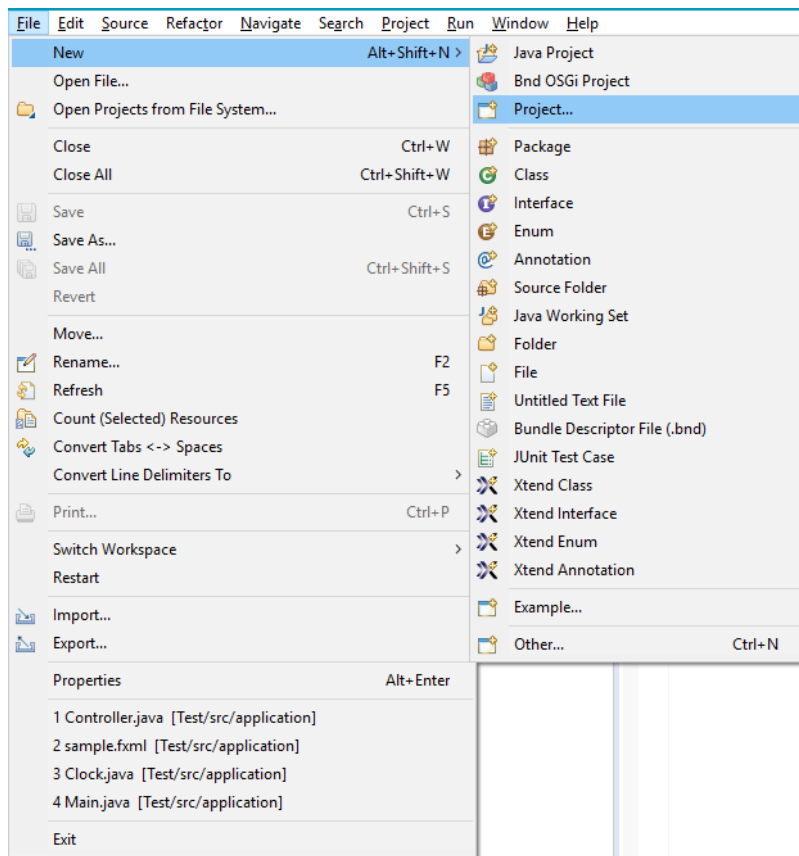 File Edit Source Refactor Navigate Search Project Run Window Help
New Alt+Shift+N >
Open File...
Open Projects from File System...
Close Ctrl+W
Close All Ctrl+Shift+W
Save Ctrl+S
Save As...
Save All Ctrl+Shift+S
Revert
Move...
Rename... F2
Refresh F5
Count (Selected) Resources
Convert Tabs <-> Spaces
Convert Line Delimiters To >
Print... Ctrl+P
Switch Workspace >
Restart
Import...
Export...
Properties Alt+Enter
1 Controller.java [Test/src/application]
2 sample.fxml [Test/src/application]
3 Clock.java [Test/src/application]
4 Main.java [Test/src/application]
Exit
Java Project
Bnd OSGi Project
Project...
Package
Class
Interface
Enum
Annotation
Source Folder
Java Working Set
Folder
File
Untitled Text File
Bundle Descriptor File (.bnd)
JUnit Test Case
Xtend Class
Xtend Interface
Xtend Enum
Xtend Annotation
Example...
Other... Ctrl+N